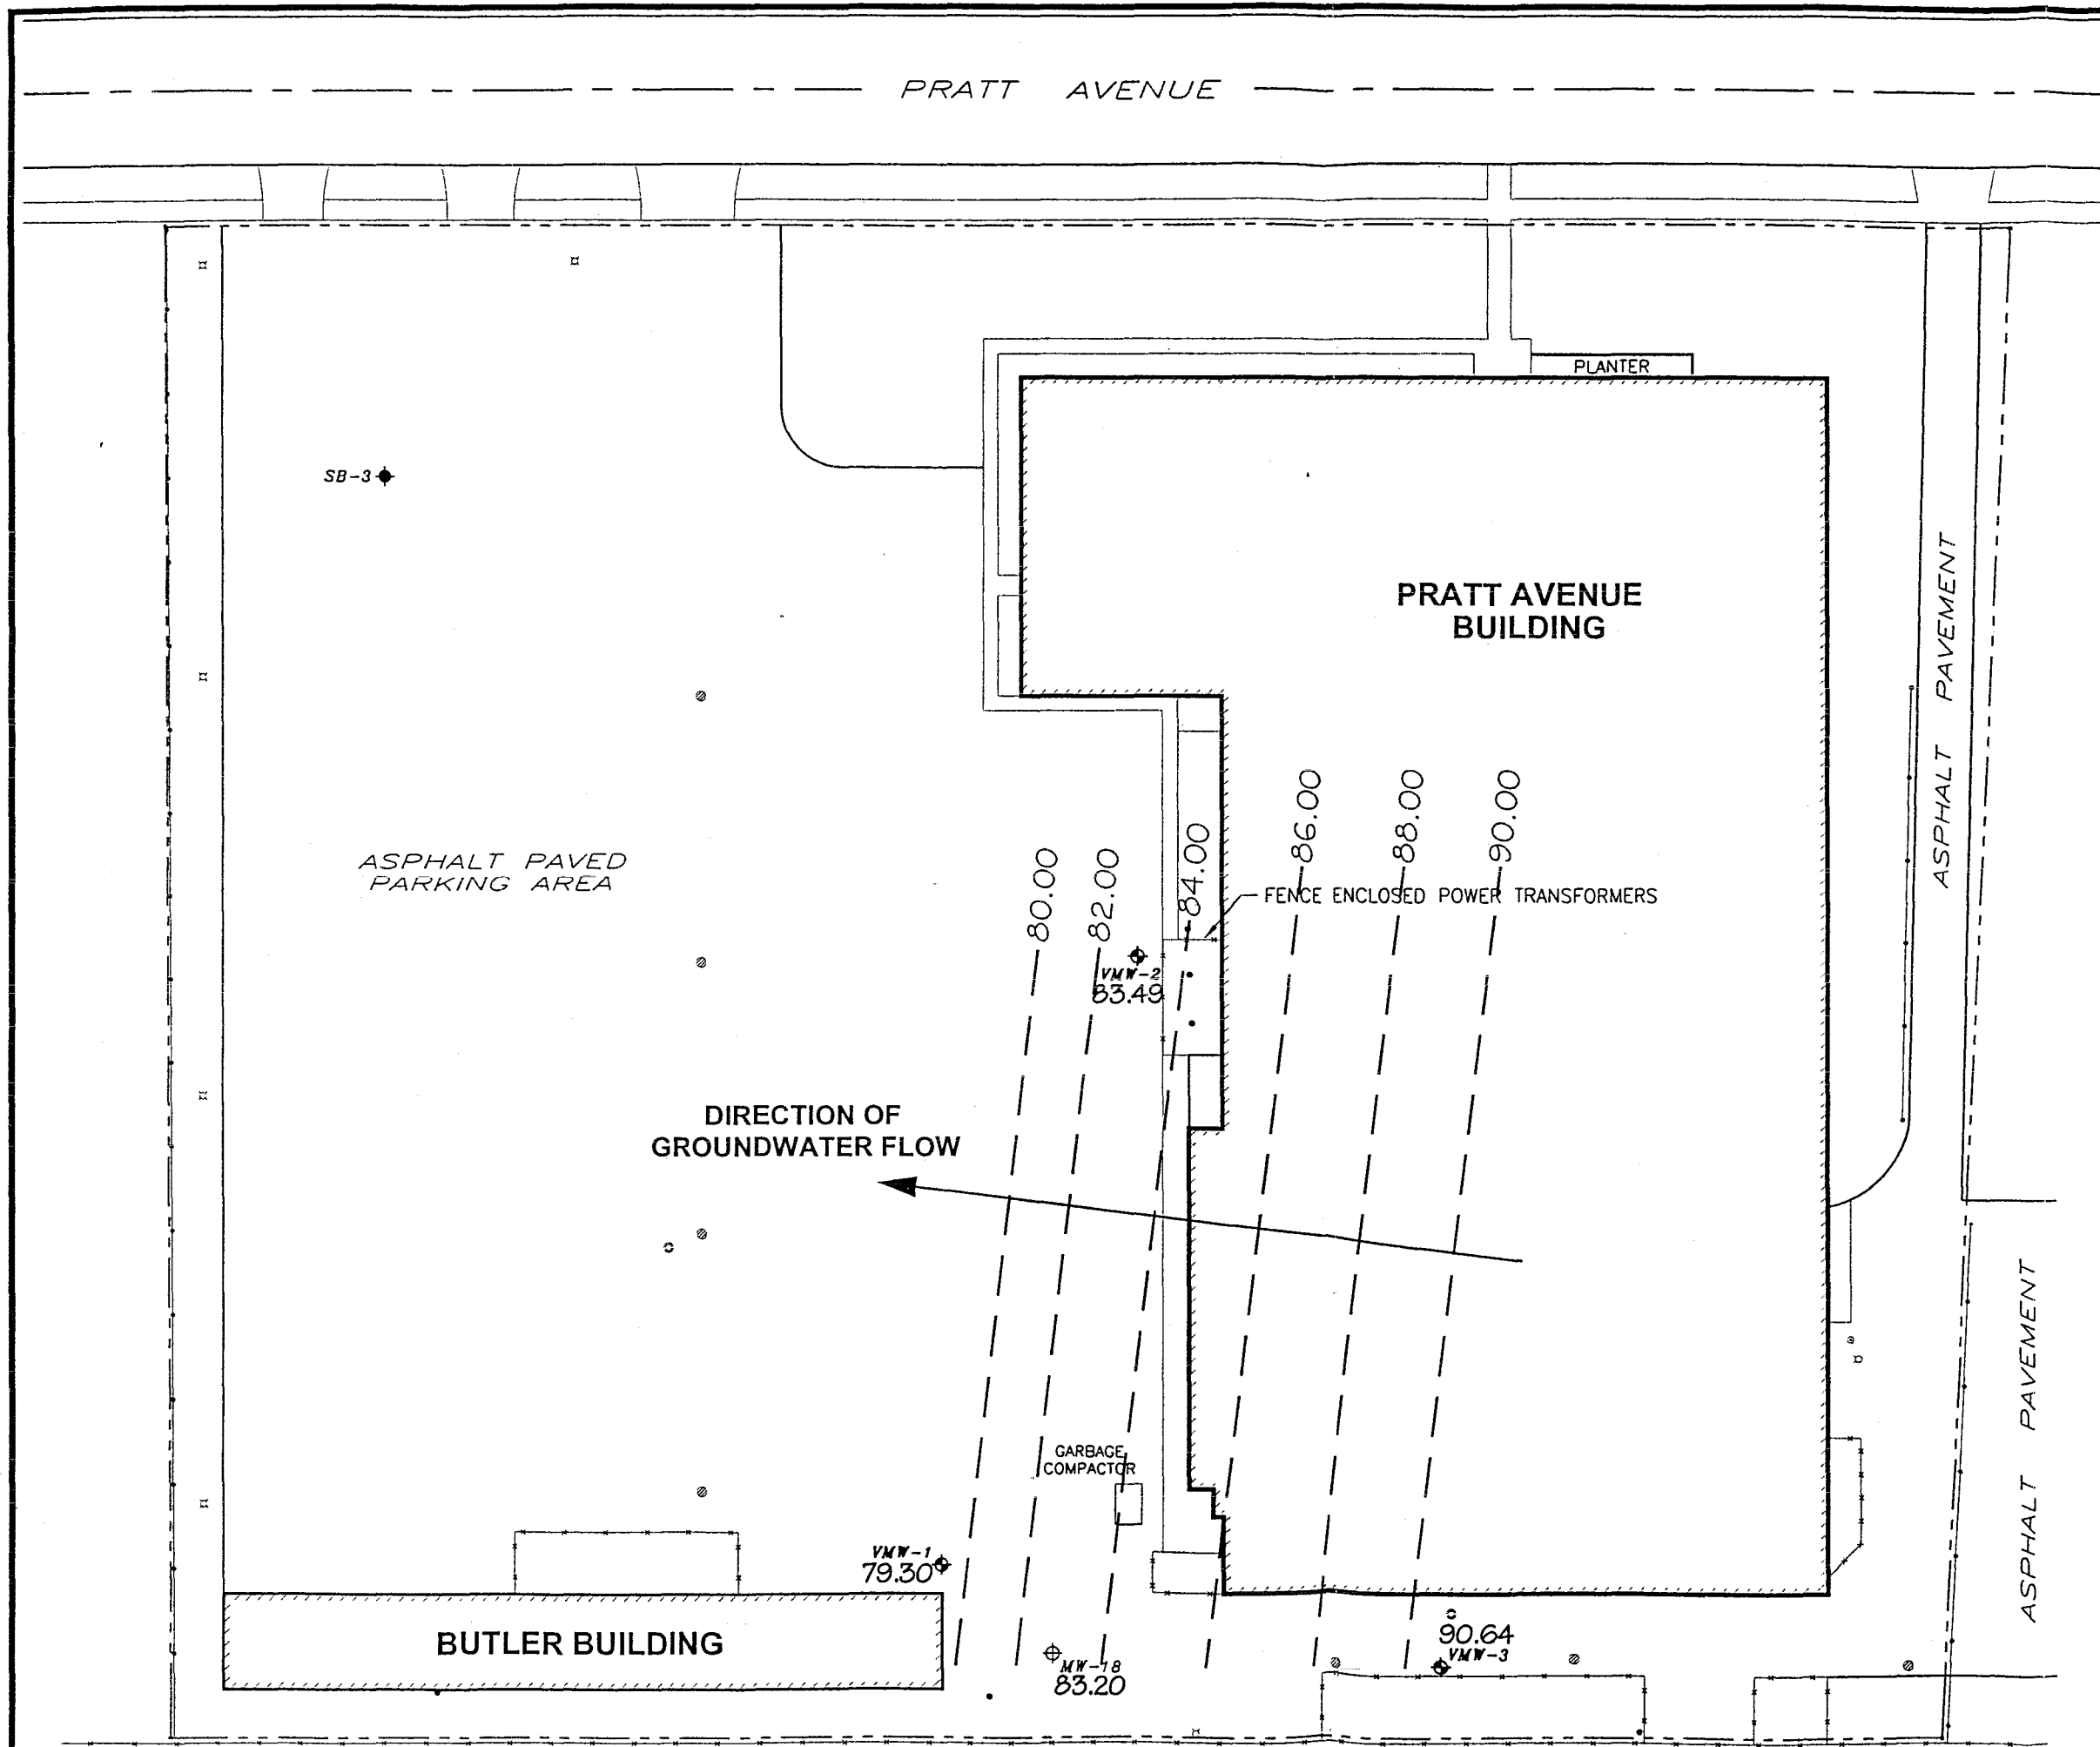 PRATT AVENUE
PLANTER
SB-3
PRATT AVENUE
BUILDING
ASPHALT PAVEMENT
86.00
88.00
90.00
80.00
82.00
84.00
ASPHALT PAVED
PARKING AREA
FENCE ENCLOSED POWER TRANSFORMERS
VMW-2
83.49
DIRECTION OF
GROUNDWATER FLOW
ASPHALT PAVEMENT
GARBAGE
COMPACTOR
VMW-1
79.30
BUTLER BUILDING
MW-18
83.20
90.64
VMW-3